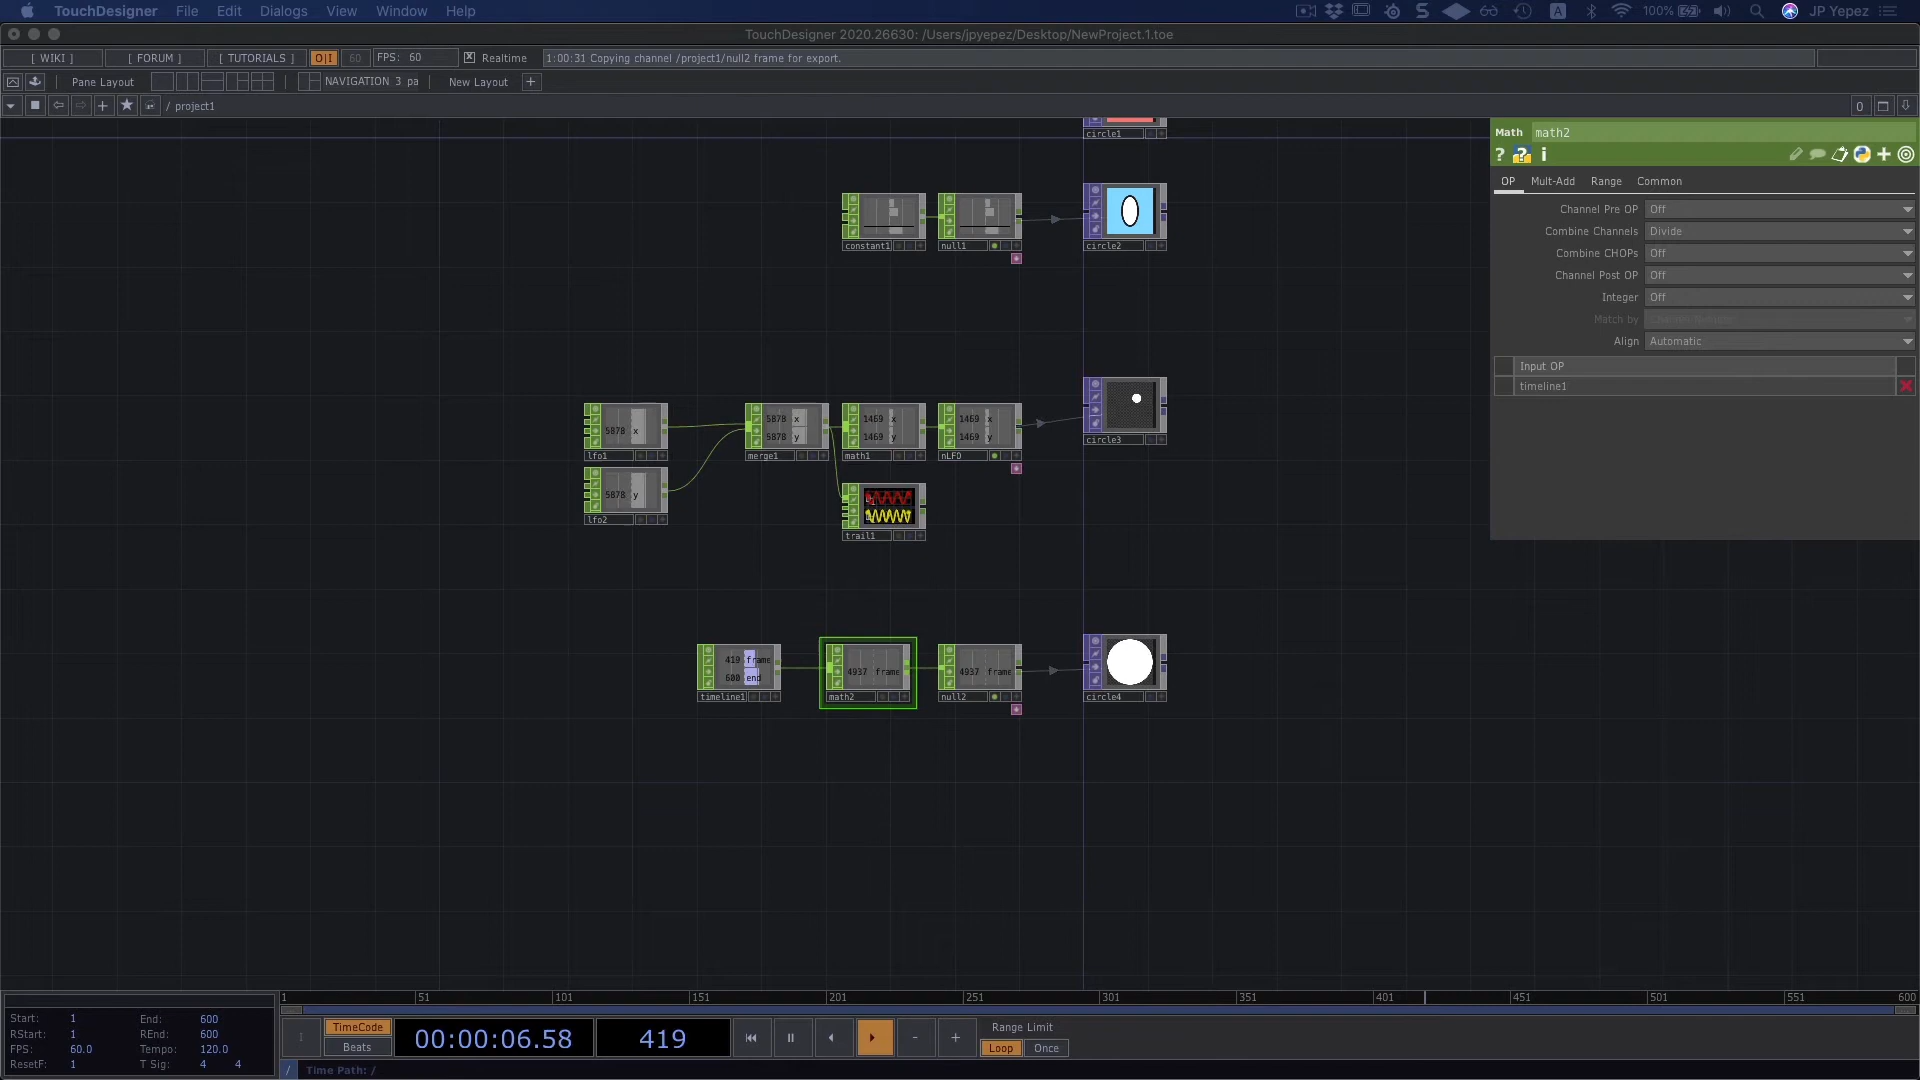 TouchDesigner File Edit Dialogs View Window Help 100% A JP Yepez
TouchDesigner 2020.26630: /Users/jpyepez/Desktop/NewProject.1.toe
[ WIKI ] [ FORUM ] [ TUTORIALS ] O|I 60 FPS: 60 Realtime 1:00:31 Copying channel /project1/null2 frame for export.
Pane Layout NAVIGATION 3 pa New Layout +
/ project1 0
circle1
Math math2
? ? i
OP Mult-Add Range Common
Channel Pre OP Off
Combine Channels Divide
Combine CHOPs Off
Channel Post OP Off
Integer Off
Match by
Align Automatic
Input OP
timeline1
constant1 null1 circle2
5878 x
lfo1
5878 x
5878 y
merge1
1469 x
1469 y
math1
1469 x
1469 y
nLFO
circle3
5878 y
lfo2
trail1
419 frame
600 end
timeline1
4937 frame
math2
4937 frame
null2
circle4
1 51 101 151 201 251 301 351 401 451 501 551 600
Start: 1 End: 600
RStart: 1 REnd: 600
FPS: 60.0 Tempo: 120.0
ResetF: 1 T Sig: 4 4
TimeCode
Beats
00:00:06.58 419
- +
Range Limit
Loop Once
/ Time Path: /